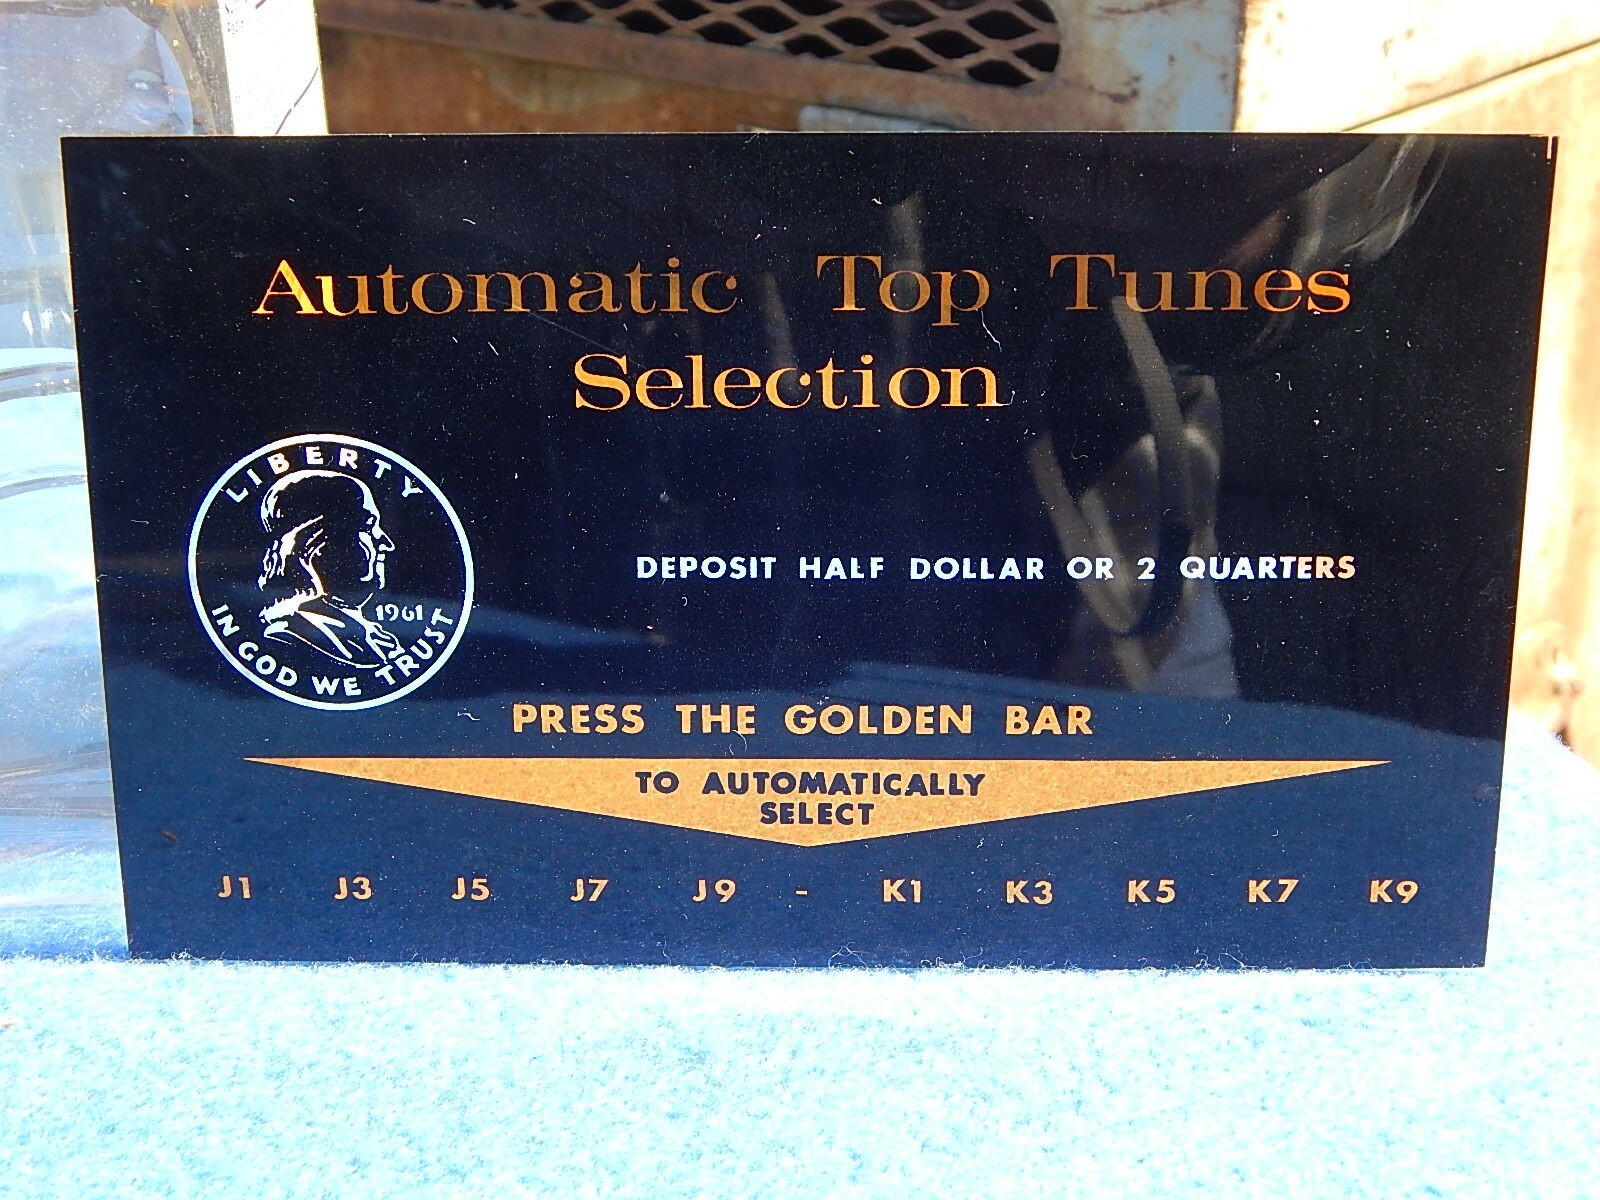 Automatic Top Tunes
Selection
LIBERTY
1961
IN GOD WE TRUST
DEPOSIT HALF DOLLAR OR 2 QUARTERS
PRESS THE GOLDEN BAR
TO AUTOMATICALLY
SELECT
J1 J3 J5 J7 J9 - K1 K3 K5 K7 K9